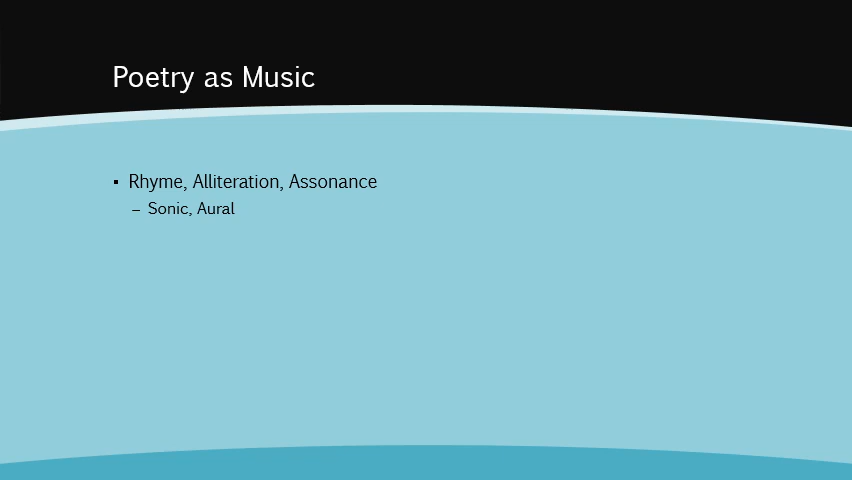 Poetry as Music
▪ Rhyme, Alliteration, Assonance
– Sonic, Aural